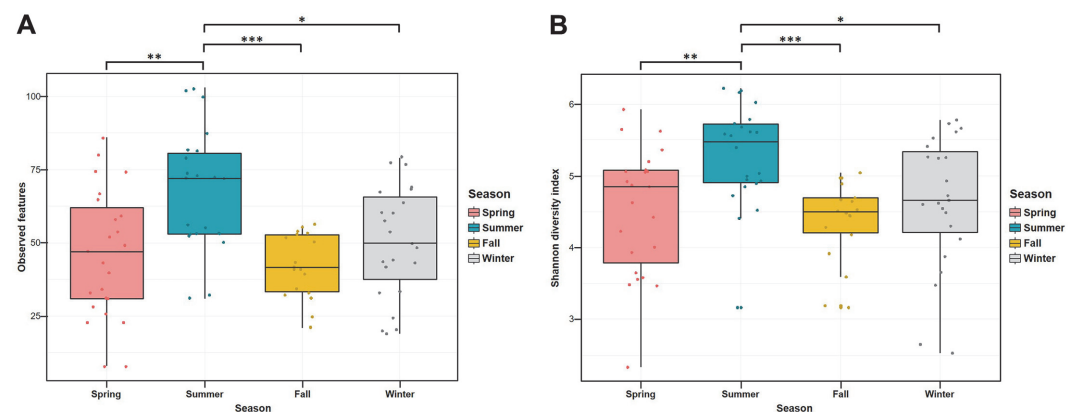 A
*
***
**
Observed features
100
75
50
25
Spring
Summer
Fall
Winter
Season
Season
Spring
Summer
Fall
Winter
B
*
***
**
Shannon diversity index
6
5
4
3
Spring
Summer
Fall
Winter
Season
Season
Spring
Summer
Fall
Winter